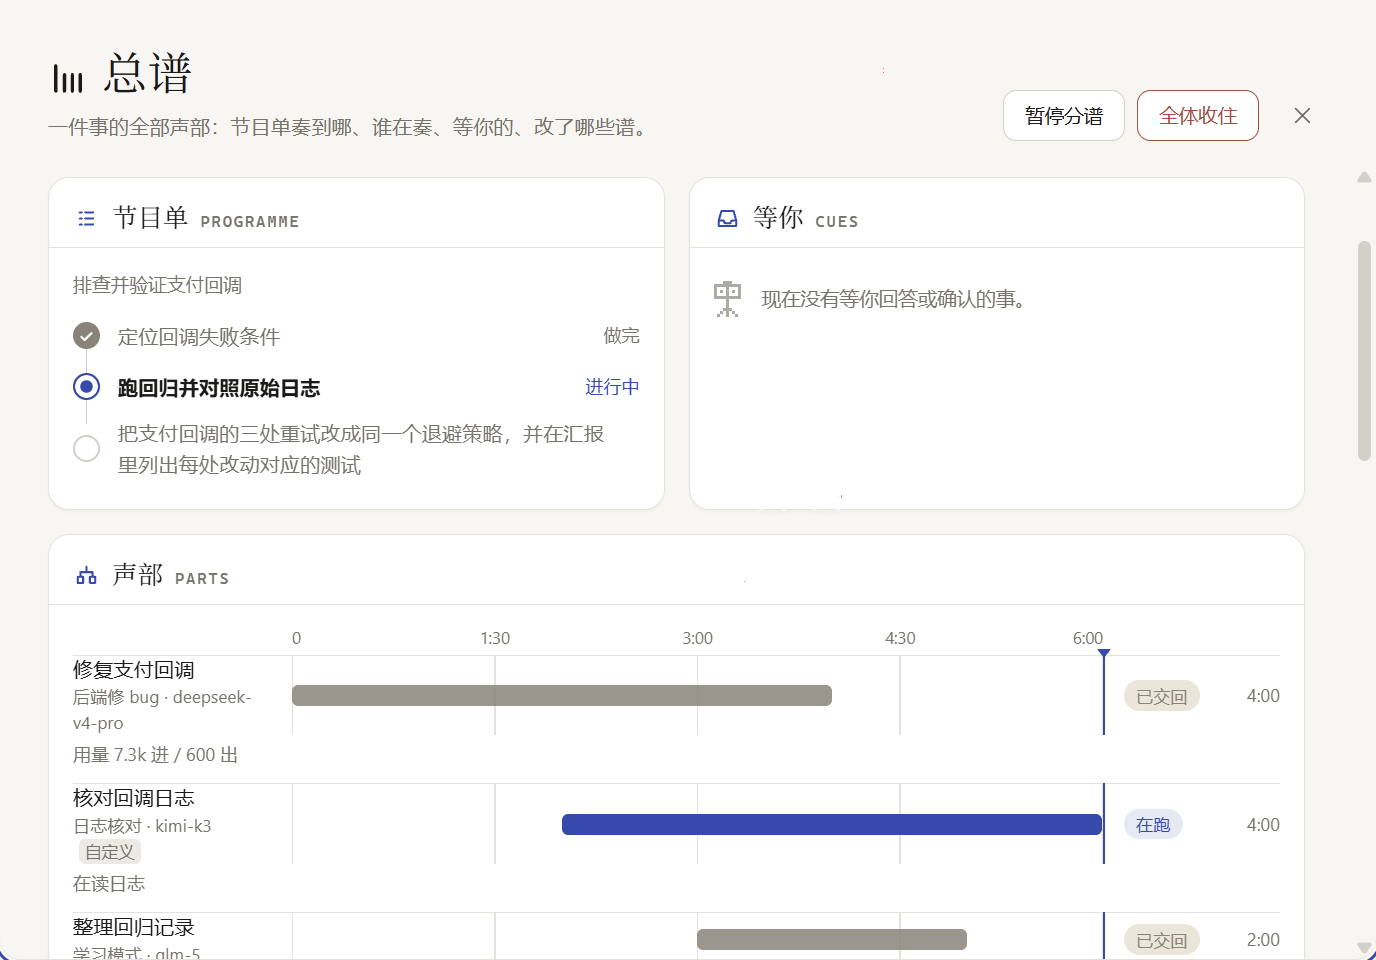 总谱
一件事的全部声部：节目单奏到哪、谁在奏、等你的、改了哪些谱。
暂停分谱
全体收住
节目单 PROGRAMME
排查并验证支付回调
定位回调失败条件
做完
跑回归并对照原始日志
进行中
把支付回调的三处重试改成同一个退避策略，并在汇报
里列出每处改动对应的测试
等你 CUES
现在没有等你回答或确认的事。
声部 PARTS
0 1:30 3:00 4:30 6:00
修复支付回调
后端修 bug · deepseek-
v4-pro
用量 7.3k 进 / 600 出
已交回
4:00
核对回调日志
日志核对 · kimi-k3
自定义
在读日志
在跑
4:00
整理回归记录
学习模式 · glm-5
已交回
2:00